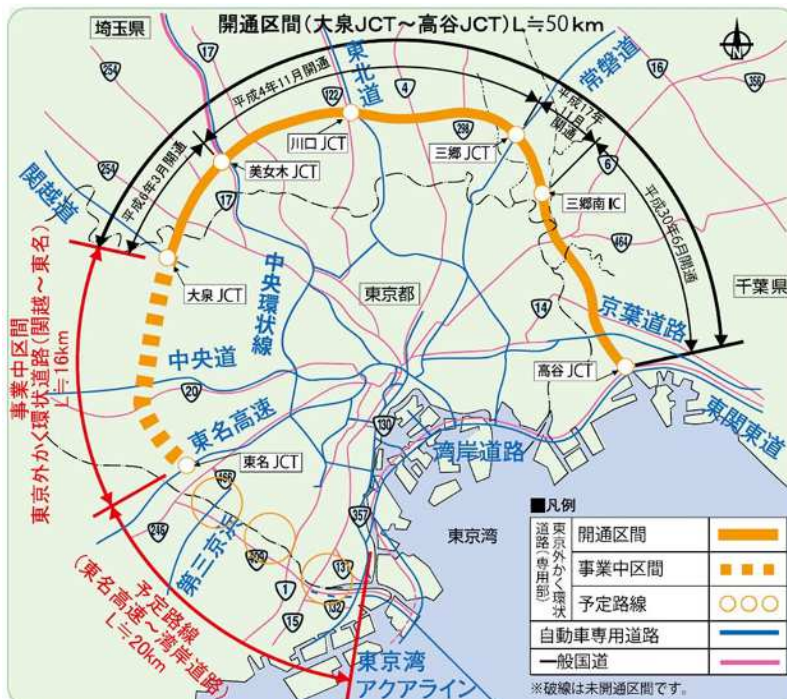 開通区間(大泉JCT～高谷JCT)L≒50km
埼玉県
17
254
平成4年11月開通
122
東北道
4
298
常磐道
16
356
平成17年
11月
開通
6
254
平成6年3月開通
川口JCT
美女木JCT
三郷JCT
三郷南IC
平成30年6月開通
関越道
17
464
大泉JCT
中央環状線
東京都
14
千葉県
京葉道路
事業中区間
東京外かく環状道路(関越～東名)
L≒16km
中央道
20
高谷JCT
東関東道
東名高速
130
湾岸道路
東名JCT
466
246
第三京浜
409
357
東京湾
1
131
132
15
予定路線
(東名高速～湾岸道路)
L≒20km
東京湾
アクアライン
■凡例
東京外かく環状
道路(専用部)
開通区間
事業中区間
予定路線
自動車専用道路
一般国道
※破線は未開通区間です。